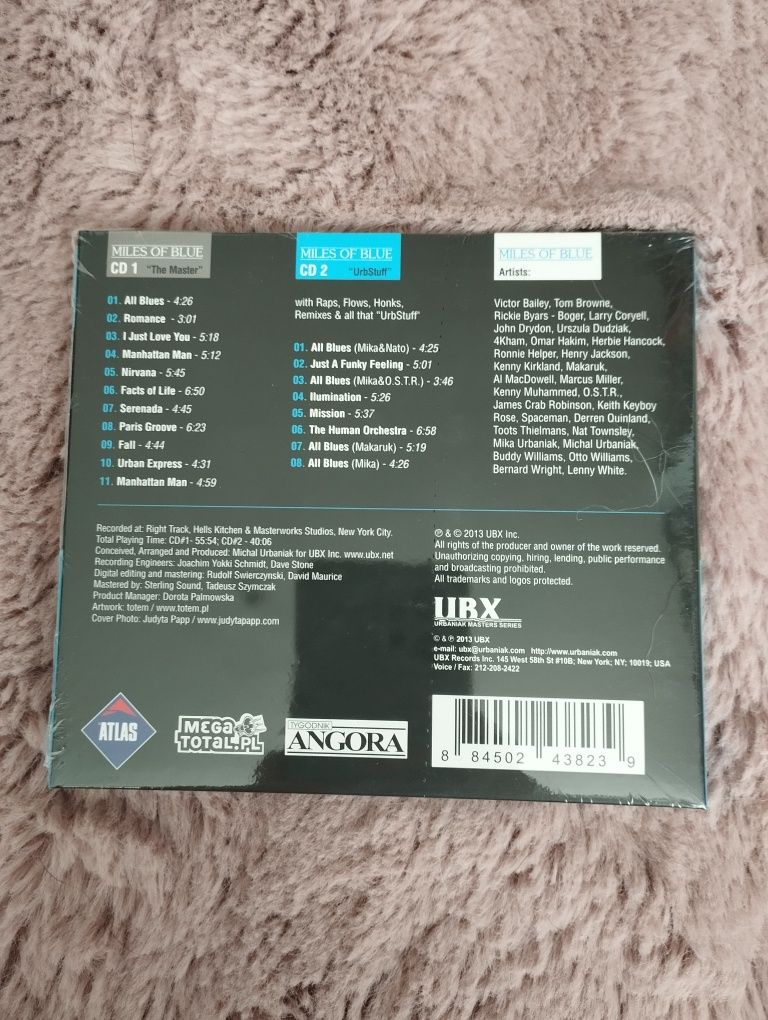 MILES OF BLUE
CD 1 "The Master"
01. All Blues - 4:26
02. Romance - 3:01
03. I Just Love You - 5:18
04. Manhattan Man - 5:12
05. Nirvana - 5:45
06. Facts of Life - 6:50
07. Serenada - 4:45
08. Paris Groove - 6:23
09. Fall - 4:44
10. Urban Express - 4:31
11. Manhattan Man - 4:59
MILES OF BLUE
CD 2 "UrbStuff"
with Raps, Flows, Honks,
Remixes & all that "UrbStuff"
01. All Blues (Mika&Nato) - 4:25
02. Just A Funky Feeling - 5:01
03. All Blues (Mika&O.S.T.R.) - 3:46
04. Ilumination - 5:26
05. Mission - 5:37
06. The Human Orchestra - 6:58
07. All Blues (Makaruk) - 5:19
08. All Blues (Mika) - 4:26
MILES OF BLUE
Artists:
Victor Bailey, Tom Browne,
Rickie Byars - Boger, Larry Coryell,
John Drydon, Urszula Dudziak,
4Kham, Omar Hakim, Herbie Hancock,
Ronnie Helper, Henry Jackson,
Kenny Kirkland, Makaruk,
Al MacDowell, Marcus Miller,
Kenny Muhammed, O.S.T.R.,
James Crab Robinson, Keith Keyboy
Rose, Spaceman, Derren Quinland,
Toots Thielmans, Nat Townsley,
Mika Urbaniak, Michal Urbaniak,
Buddy Williams, Otto Williams,
Bernard Wright, Lenny White.
Recorded at: Right Track, Hells Kitchen & Masterworks Studios, New York City.
Total Playing Time: CD#1- 55:54; CD#2 - 40:06
Conceived, Arranged and Produced: Michal Urbaniak for UBX Inc. www.ubx.net
Recording Engineers: Joachim Yokki Schmidt, Dave Stone
Digital editing and mastering: Rudolf Swierczynski, David Maurice
Mastered by: Sterling Sound, Tadeusz Szymczak
Product Manager: Dorota Palmowska
Artwork: totem / www.totem.pl
Cover Photo: Judyta Papp / www.judytapapp.com
℗ & © 2013 UBX Inc.
All rights of the producer and owner of the work reserved.
Unauthorizing copying, hiring, lending, public performance
and broadcasting prohibited.
All trademarks and logos protected.
UBX
URBANIAK MASTERS SERIES
© & ℗ 2013 UBX
e-mail: ubx@urbaniak.com http://www.urbaniak.com
UBX Records Inc. 145 West 58th St #10B; New York; NY; 10019; USA
Voice / Fax: 212-208-2422
ATLAS
MEGA
TOTAL.PL
TYGODNIK
ANGORA
8 84502 43823 9